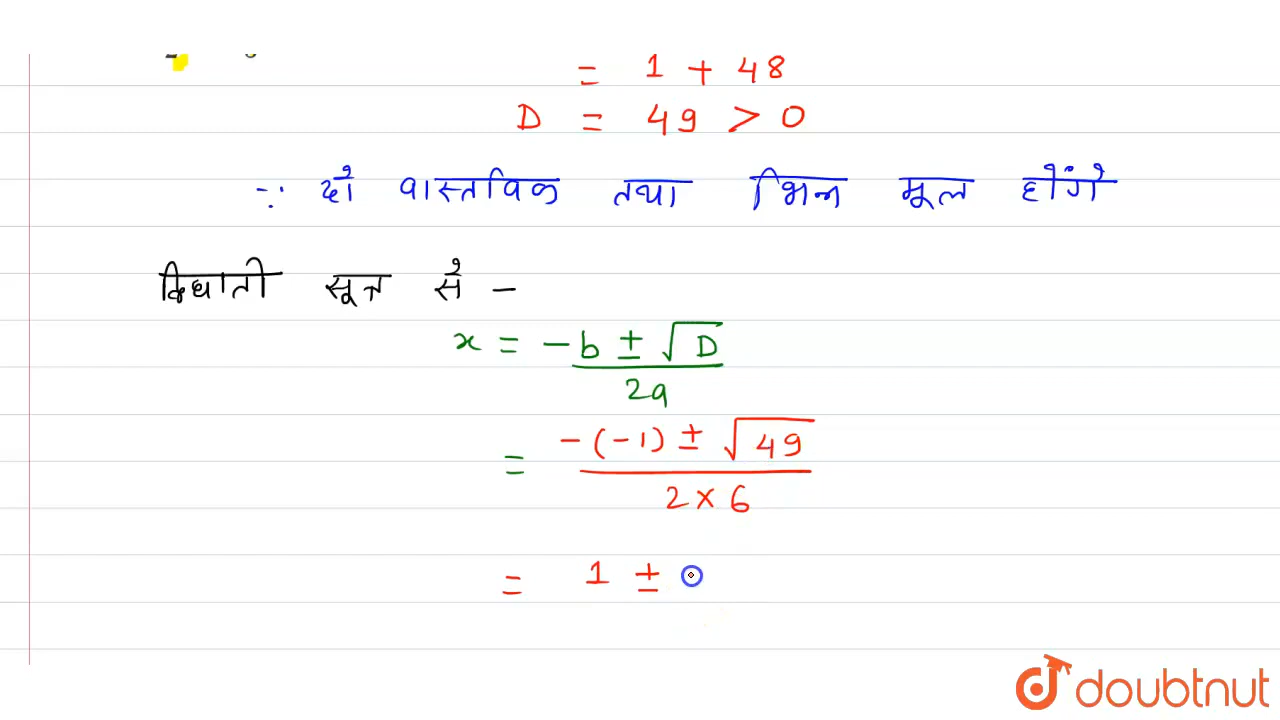 = 1 + 48
D = 49 > 0
∵ दो वास्तविक तथा भिन्न मूल होंगे
द्विघाती सूत्र से -
x = -b ± √D
2a
= -(-1) ± √49
2 × 6
= 1 ±
doubtnut